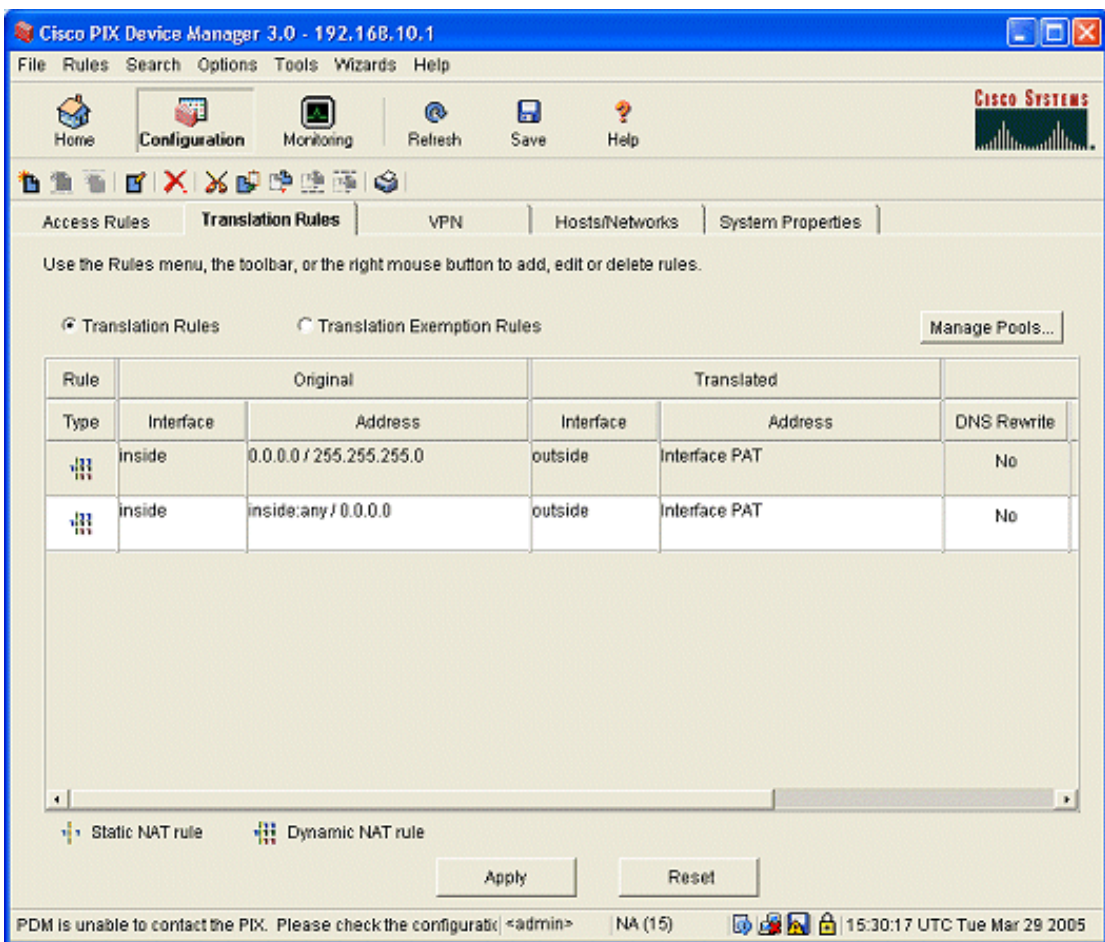 Cisco PIX Device Manager 3.0 - 192.168.10.1
File Rules Search Options Tools Wizards Help
Home Configuration Monitoring Refresh Save Help
CISCO SYSTEMS
Access Rules Translation Rules VPN Hosts/Networks System Properties
Use the Rules menu, the toolbar, or the right mouse button to add, edit or delete rules.
Translation Rules Translation Exemption Rules Manage Pools...
Rule Original Translated
Type Interface Address Interface Address DNS Rewrite
inside 0.0.0.0 / 255.255.255.0 outside Interface PAT No
inside inside:any / 0.0.0.0 outside Interface PAT No
Static NAT rule Dynamic NAT rule
Apply Reset
PDM is unable to contact the PIX. Please check the configuratic <admin> NA (15) 15:30:17 UTC Tue Mar 29 2005